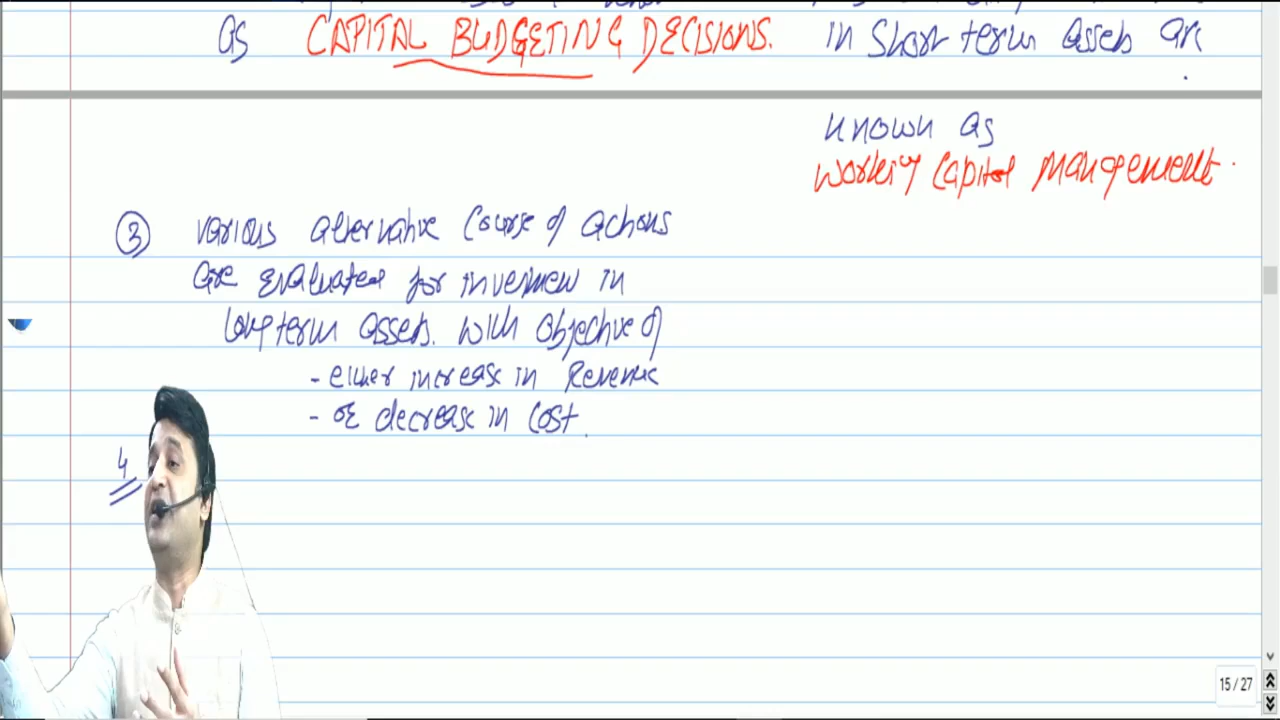 as CAPITAL BUDGETING DECISIONS. in Short term assets are
known as
working Capital Management.
3 various alternative Course of actions
are evaluated for investment in
long term assets. with objective of
- either increase in Revenue
- or decrease in Cost.
4
15 / 27